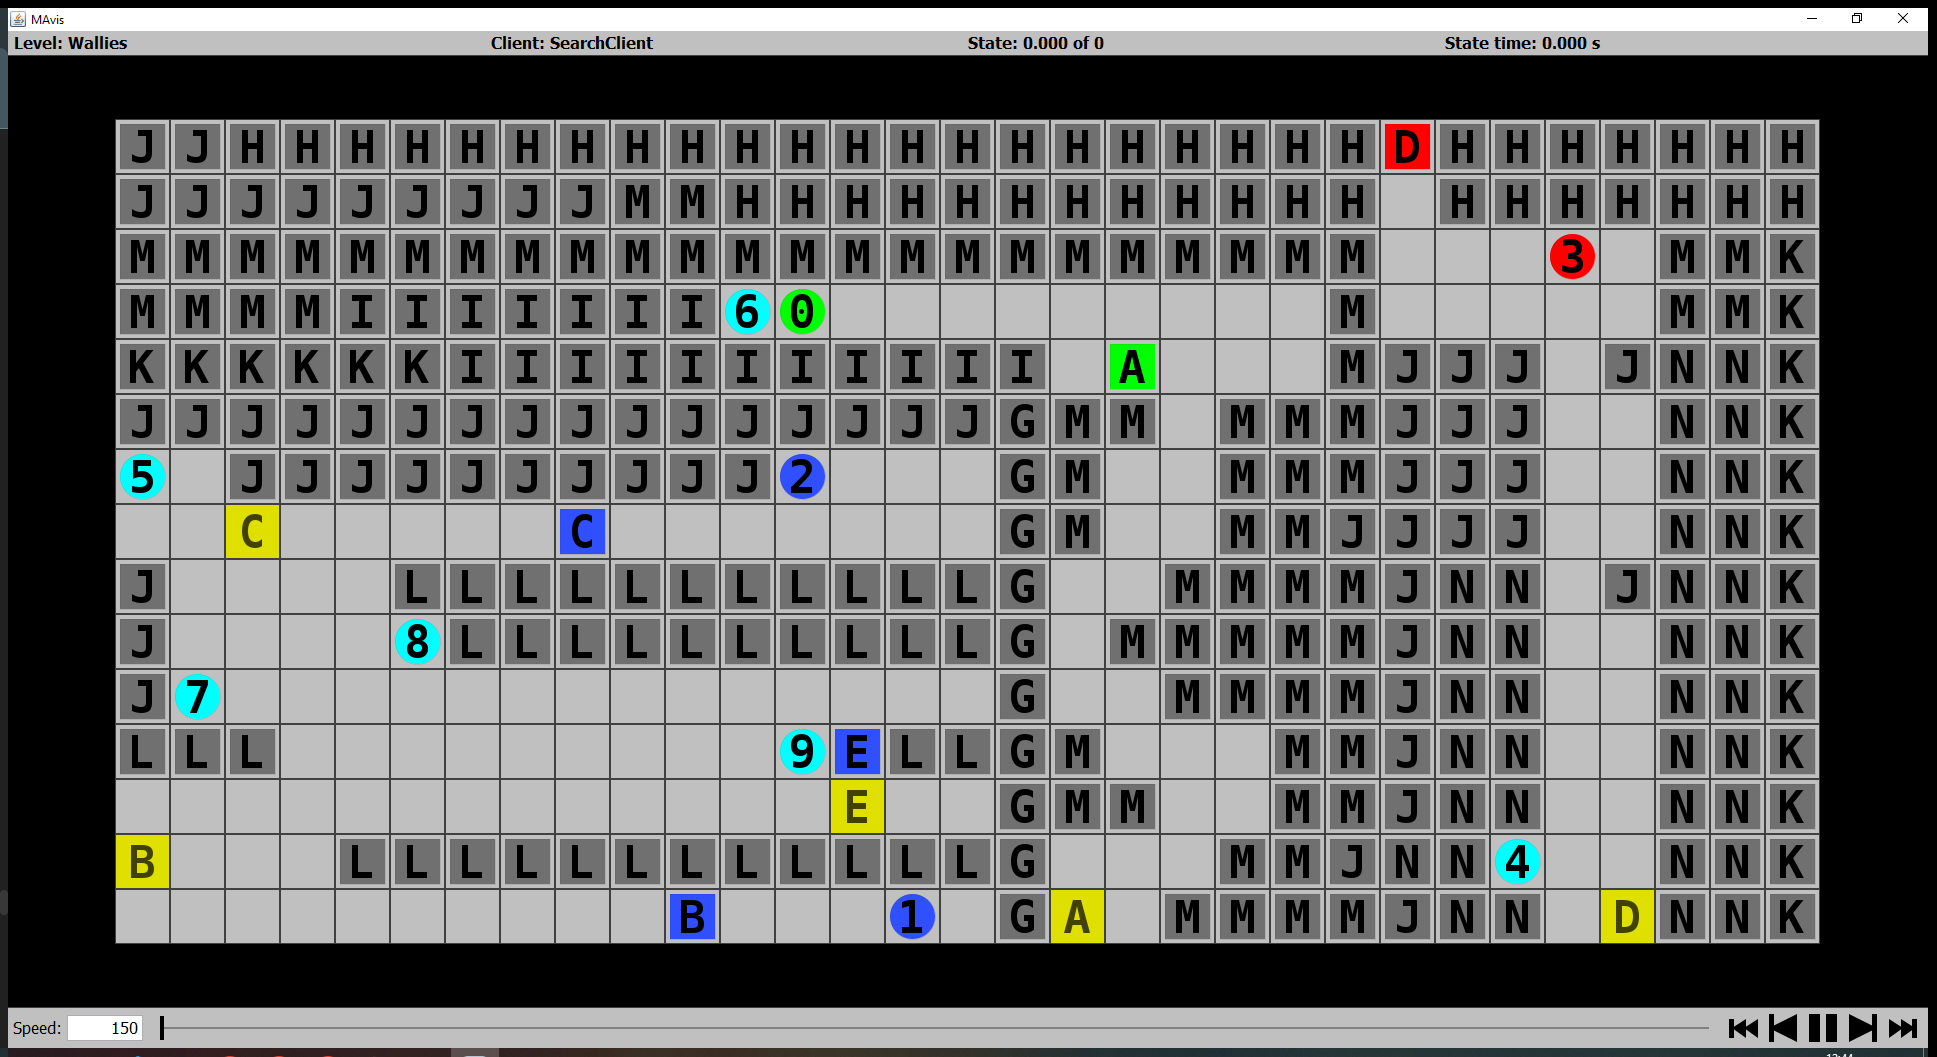 MAvis
Level: Wallies Client: SearchClient State: 0.000 of 0 State time: 0.000 s
J J H H H H H H H H H H H H H H H H H H H H H D H H H H H H H
J J J J J J J J J M M H H H H H H H H H H H H H H H H H H H
M M M M M M M M M M M M M M M M M M M M M M M 3 M M K
M M M M I I I I I I I 6 0 M M M K
K K K K K K I I I I I I I I I I I A M J J J J N N K
J J J J J J J J J J J J J J J J G M M M M M J J J N N K
5 J J J J J J J J J J 2 G M M M M J J J N N K
C C G M M M J J J J N N K
J L L L L L L L L L L L G M M M M J N N J N N K
J 8 L L L L L L L L L L G M M M M M J N N N N K
J 7 G M M M M J N N N N K
L L L 9 E L L G M M M J N N N N K
E G M M M M J N N N N K
B L L L L L L L L L L L L G M M J N N 4 N N K
B 1 G A M M M M J N N D N N K
Speed: 150